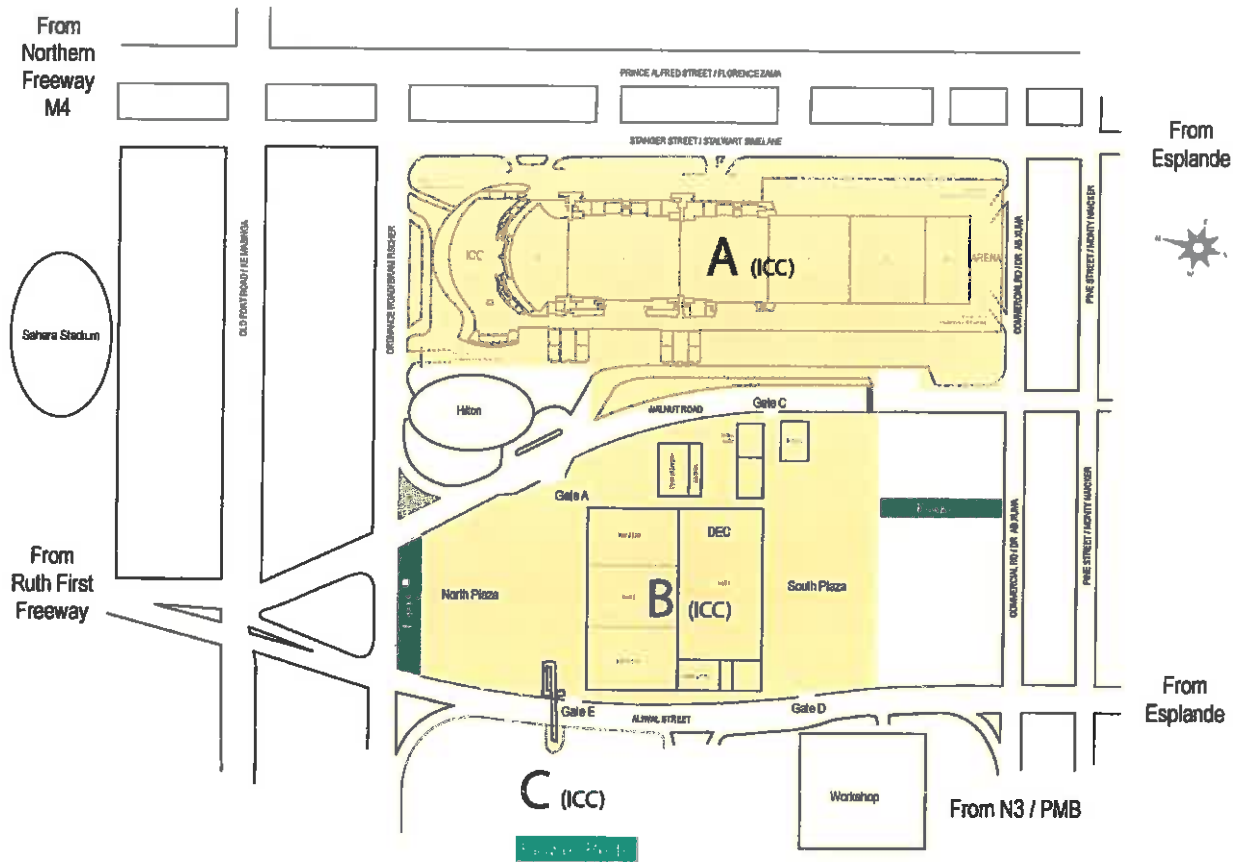 From
Northern
Freeway
M4
PRINCE ALFRED STREET / FLORENCE ZAMA
STANGER STREET / STALWART SIMELANE
From
Esplande
OLD FORT ROAD / KE MASINGA
ORDNANCE ROAD / BRAM FISCHER
ICC
A (ICC)
ARENA
COMMERCIAL RD / DR AB XUMA
PINE STREET / MONTY NAICKER
Sahara Stadium
Hilton
WALNUT ROAD
Gate C
Gate A
DEC
From
Ruth First
Freeway
North Plaza
B (ICC)
South Plaza
COMMERCIAL RD / DR AB XUMA
PINE STREET / MONTY NAICKER
Gate E
ALIWAL STREET
Gate D
From
Esplande
C (ICC)
Workshop
From N3 / PMB